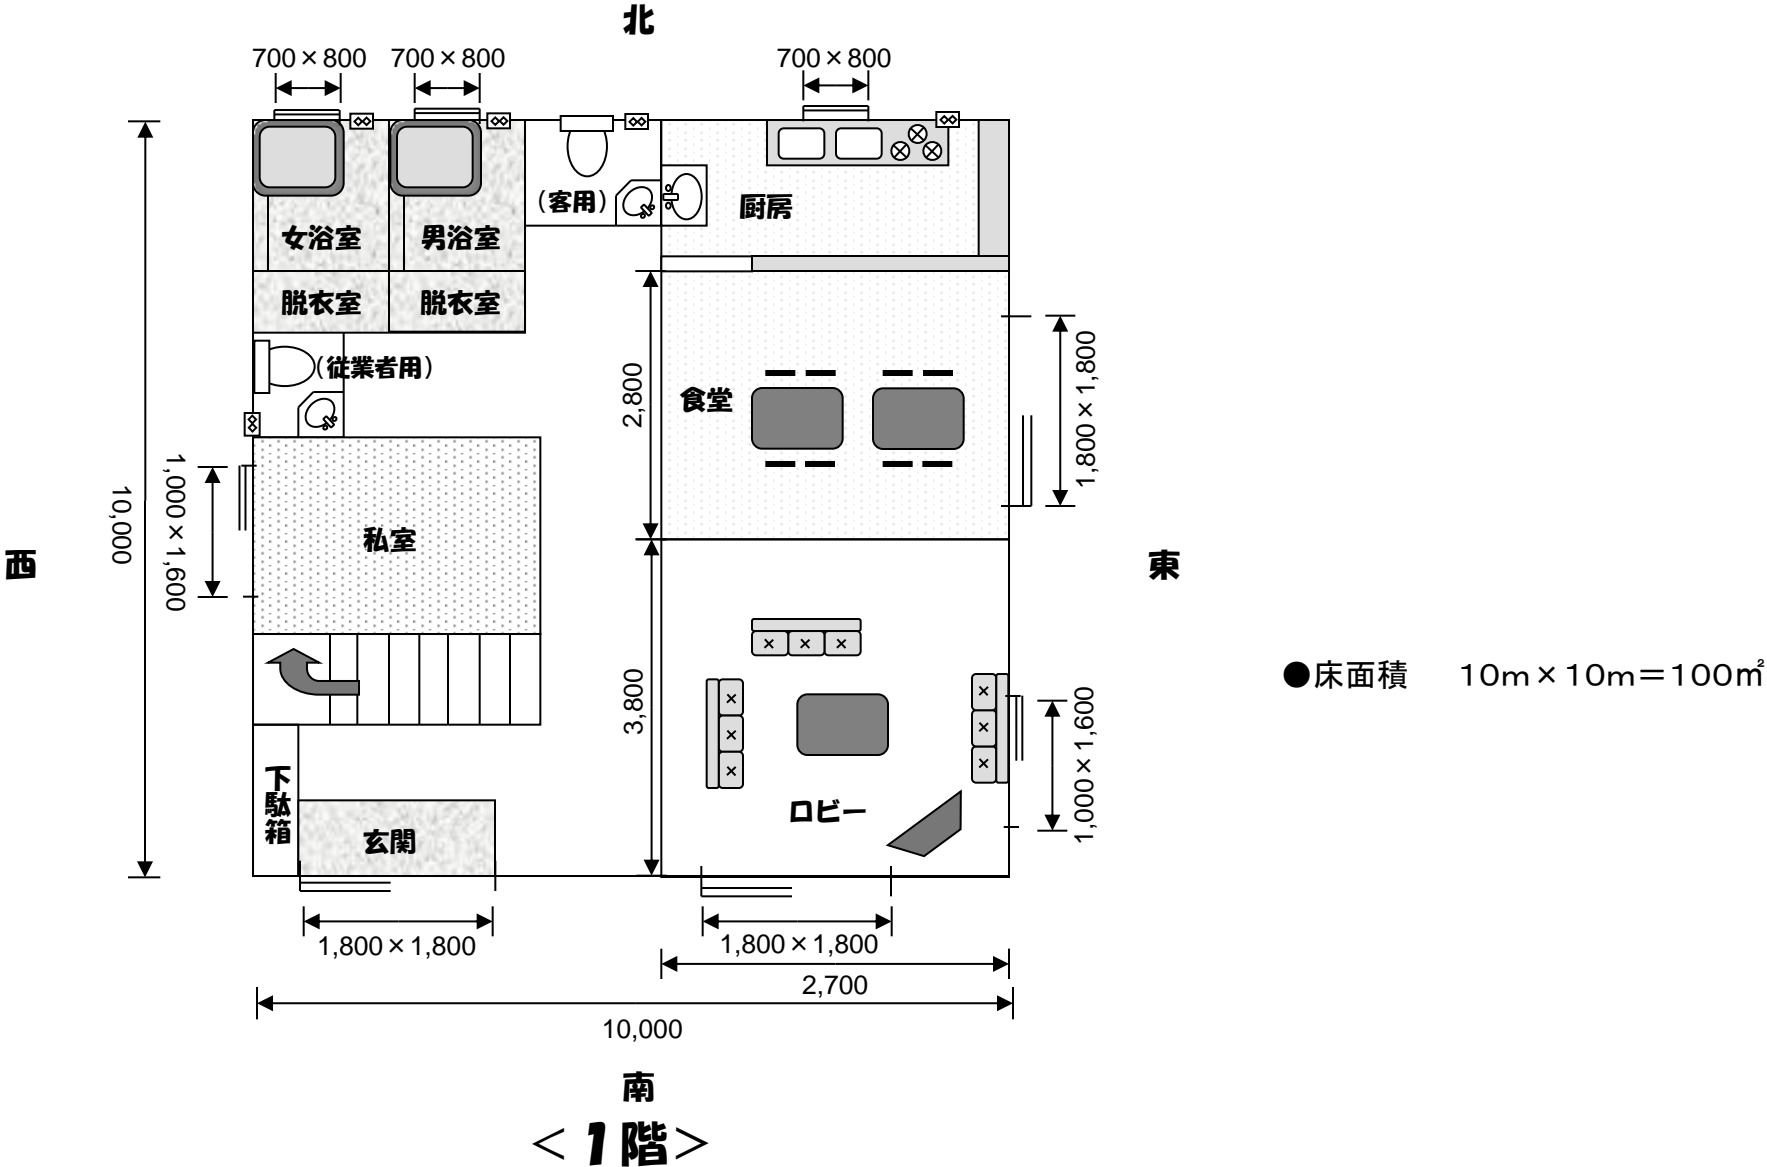 北
700×800
700×800
700×800
（客用）
厨房
女浴室
男浴室
脱衣室
脱衣室
（従業者用）
2,800
食堂
1,800×1,800
1,000×1,600
10,000
私室
西
東
●床面積　10m×10m＝100㎡
3,800
1,000×1,600
下駄箱
ロビー
玄関
1,800×1,800
1,800×1,800
2,700
10,000
南
＜1階＞